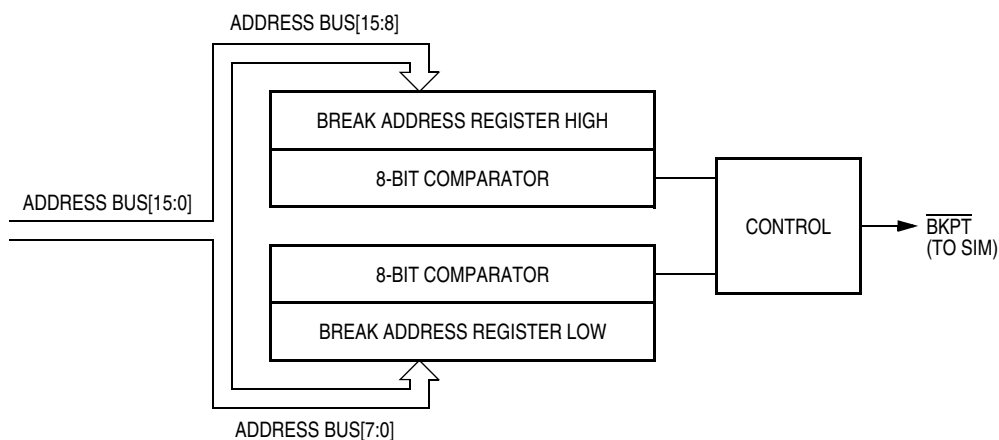 ADDRESS BUS[15:8]
BREAK ADDRESS REGISTER HIGH
8-BIT COMPARATOR
ADDRESS BUS[15:0]
CONTROL
BKPT
(TO SIM)
8-BIT COMPARATOR
BREAK ADDRESS REGISTER LOW
ADDRESS BUS[7:0]